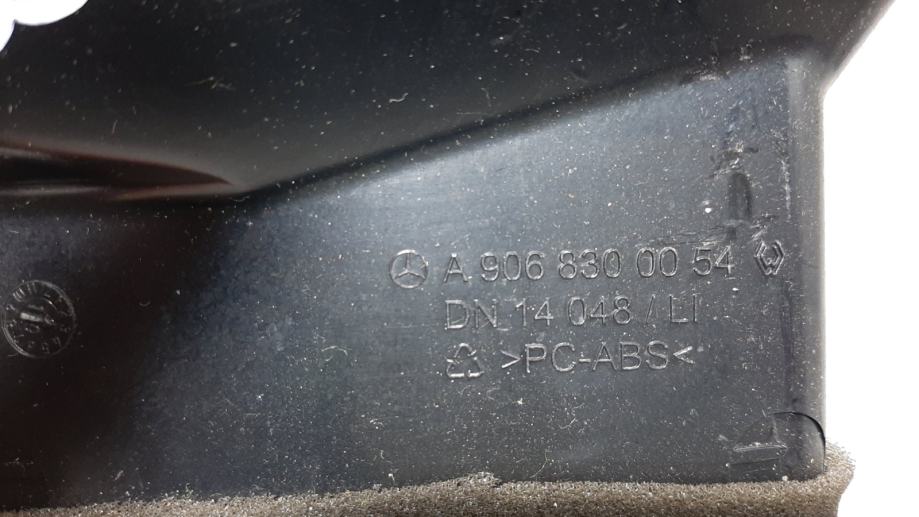 A 906 830 00 54
DN 14 048 / LI
>PC-ABS<